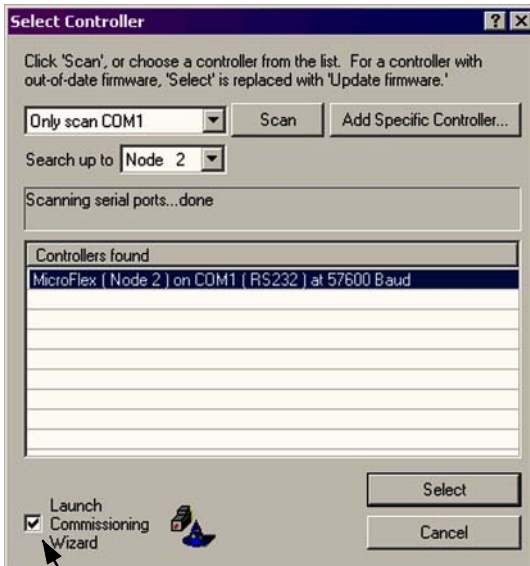 Select Controller
Click 'Scan', or choose a controller from the list. For a controller with
out-of-date firmware, 'Select' is replaced with 'Update firmware.'
Only scan COM1
Scan
Add Specific Controller...
Search up to
Node 2
Scanning serial ports...done
Controllers found
MicroFlex ( Node 2 ) on COM1 ( RS232 ) at 57600 Baud
Launch
Commissioning
Wizard
Select
Cancel